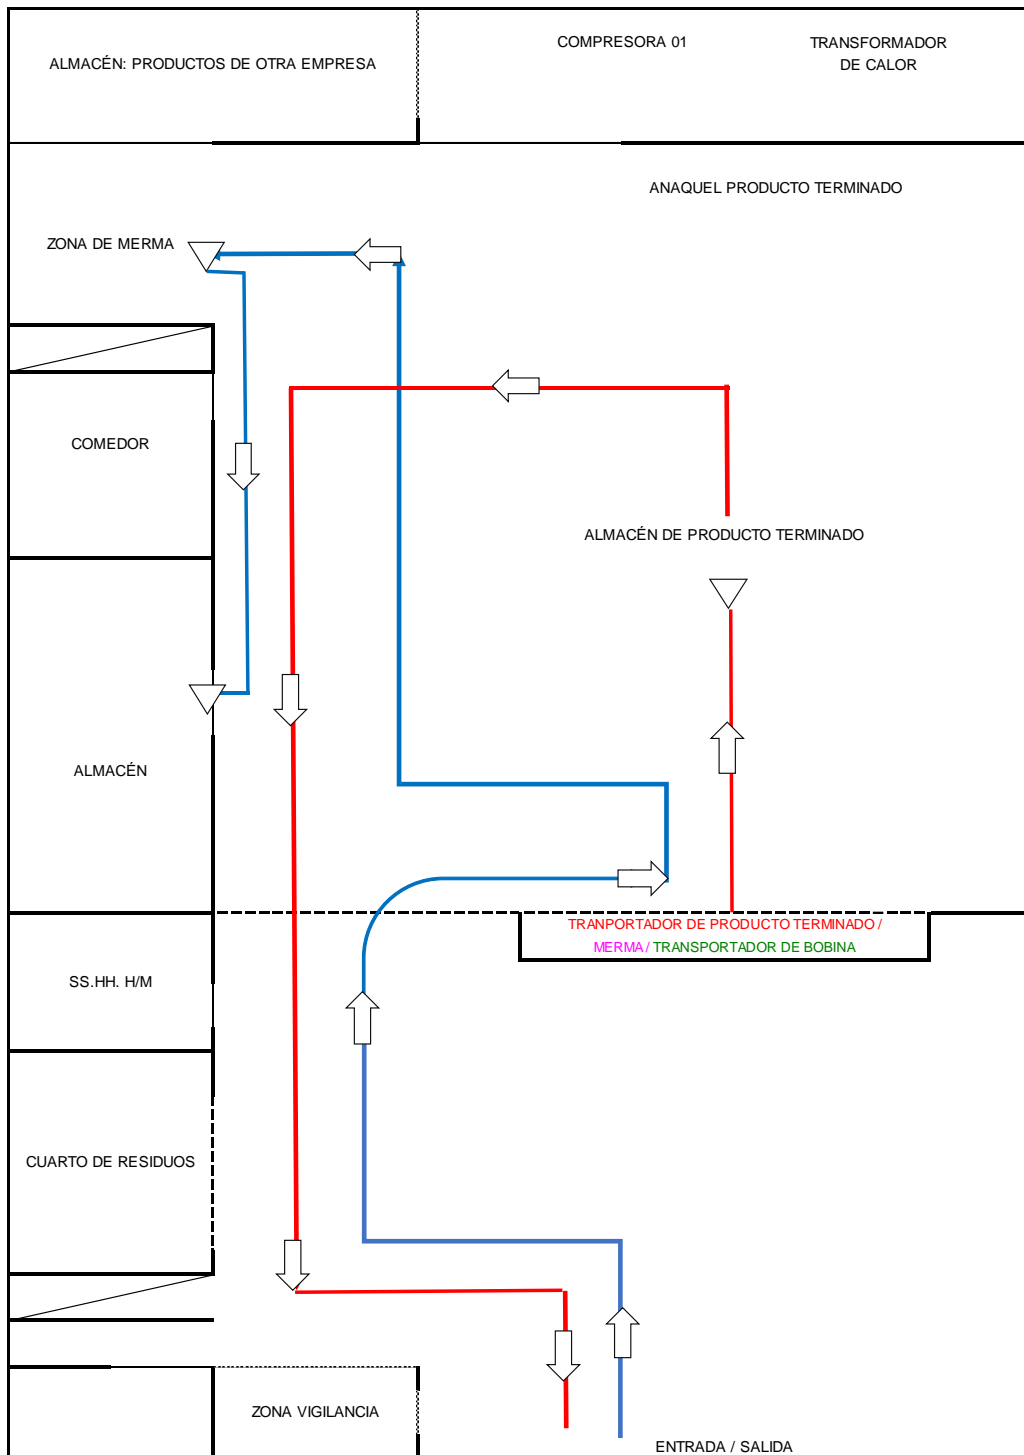 ALMACÉN: PRODUCTOS DE OTRA EMPRESA
COMPRESORA 01
TRANSFORMADOR
DE CALOR
ANAQUEL PRODUCTO TERMINADO
ZONA DE MERMA
COMEDOR
ALMACÉN DE PRODUCTO TERMINADO
ALMACÉN
TRANPORTADOR DE PRODUCTO TERMINADO /
MERMA / TRANSPORTADOR DE BOBINA
SS.HH. H/M
CUARTO DE RESIDUOS
ZONA VIGILANCIA
ENTRADA / SALIDA